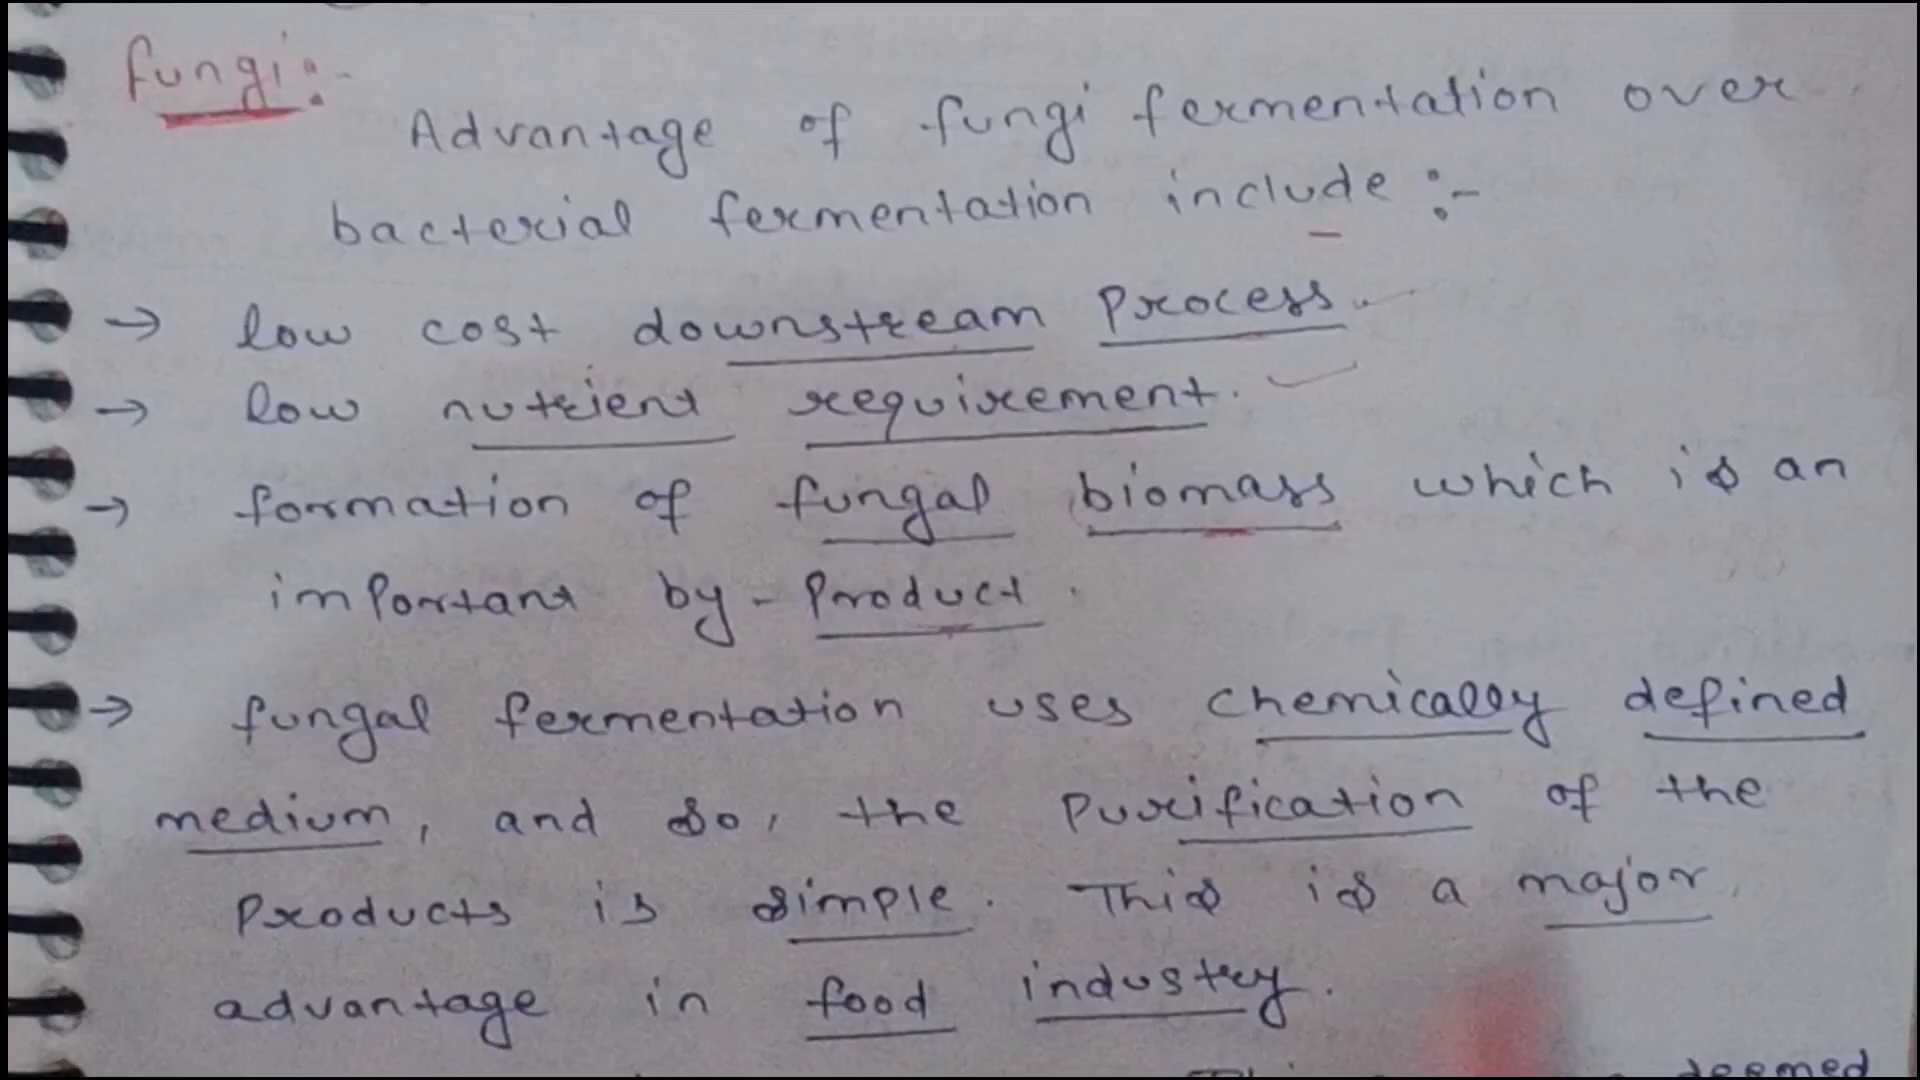 fungi:-
Advantage of fungi fermentation over
bacterial fermentation include :-
→ low cost downstream process.
→ low nutrient requirement.
→ formation of fungal biomass which is an
important by-product.
→ fungal fermentation uses chemically defined
medium, and so, the purification of the
products is simple. This is a major
advantage in food industry.
deemed